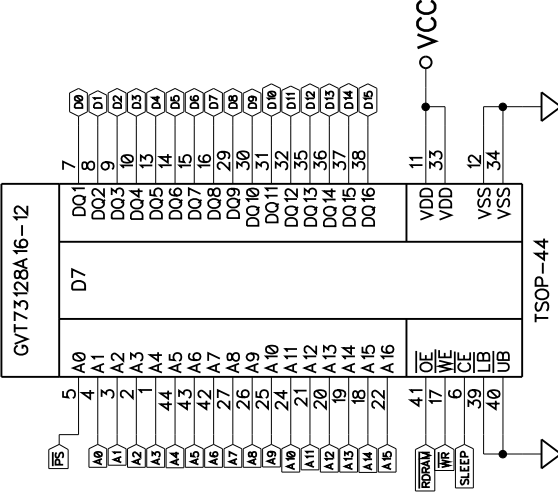 VCC
D0 D1 D2 D3 D4 D5 D6 D7 D8 D9 D10 D11 D12 D13 D14 D15
7 8 9 10 13 14 15 16 29 30 31 32 35 36 37 38 11 33 12 34
DQ1 DQ2 DQ3 DQ4 DQ5 DQ6 DQ7 DQ8 DQ9 DQ10 DQ11 DQ12 DQ13 DQ14 DQ15 DQ16 VDD VDD VSS VSS
GVT73128A16-12
D7
TSOP-44
A0 A1 A2 A3 A4 A5 A6 A7 A8 A9 A10 A11 A12 A13 A14 A15 A16 OE WE CE LB UB
5 4 3 2 1 44 43 42 27 26 25 24 21 20 19 18 22 41 17 6 39 40
PS A0 A1 A2 A3 A4 A5 A6 A7 A8 A9 A10 A11 A12 A13 A14 A15 RDRAM WR SLEEP